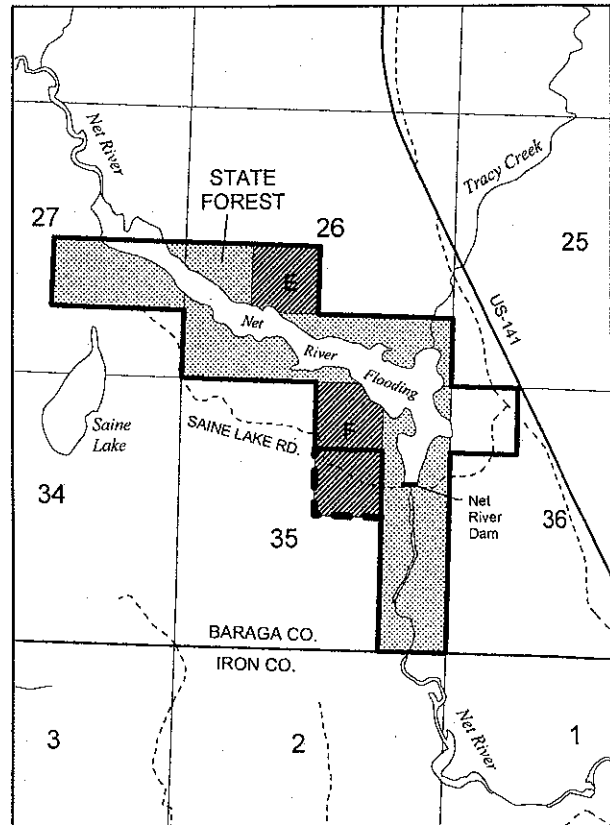 Net River
Tracy Creek
STATE
FOREST
27
26
25
E
US-141
Net
River
Flooding
Saine
Lake
SAINE LAKE RD.
F
34
Net
River
Dam
36
35
BARAGA CO.
IRON CO.
3
2
1
Net River